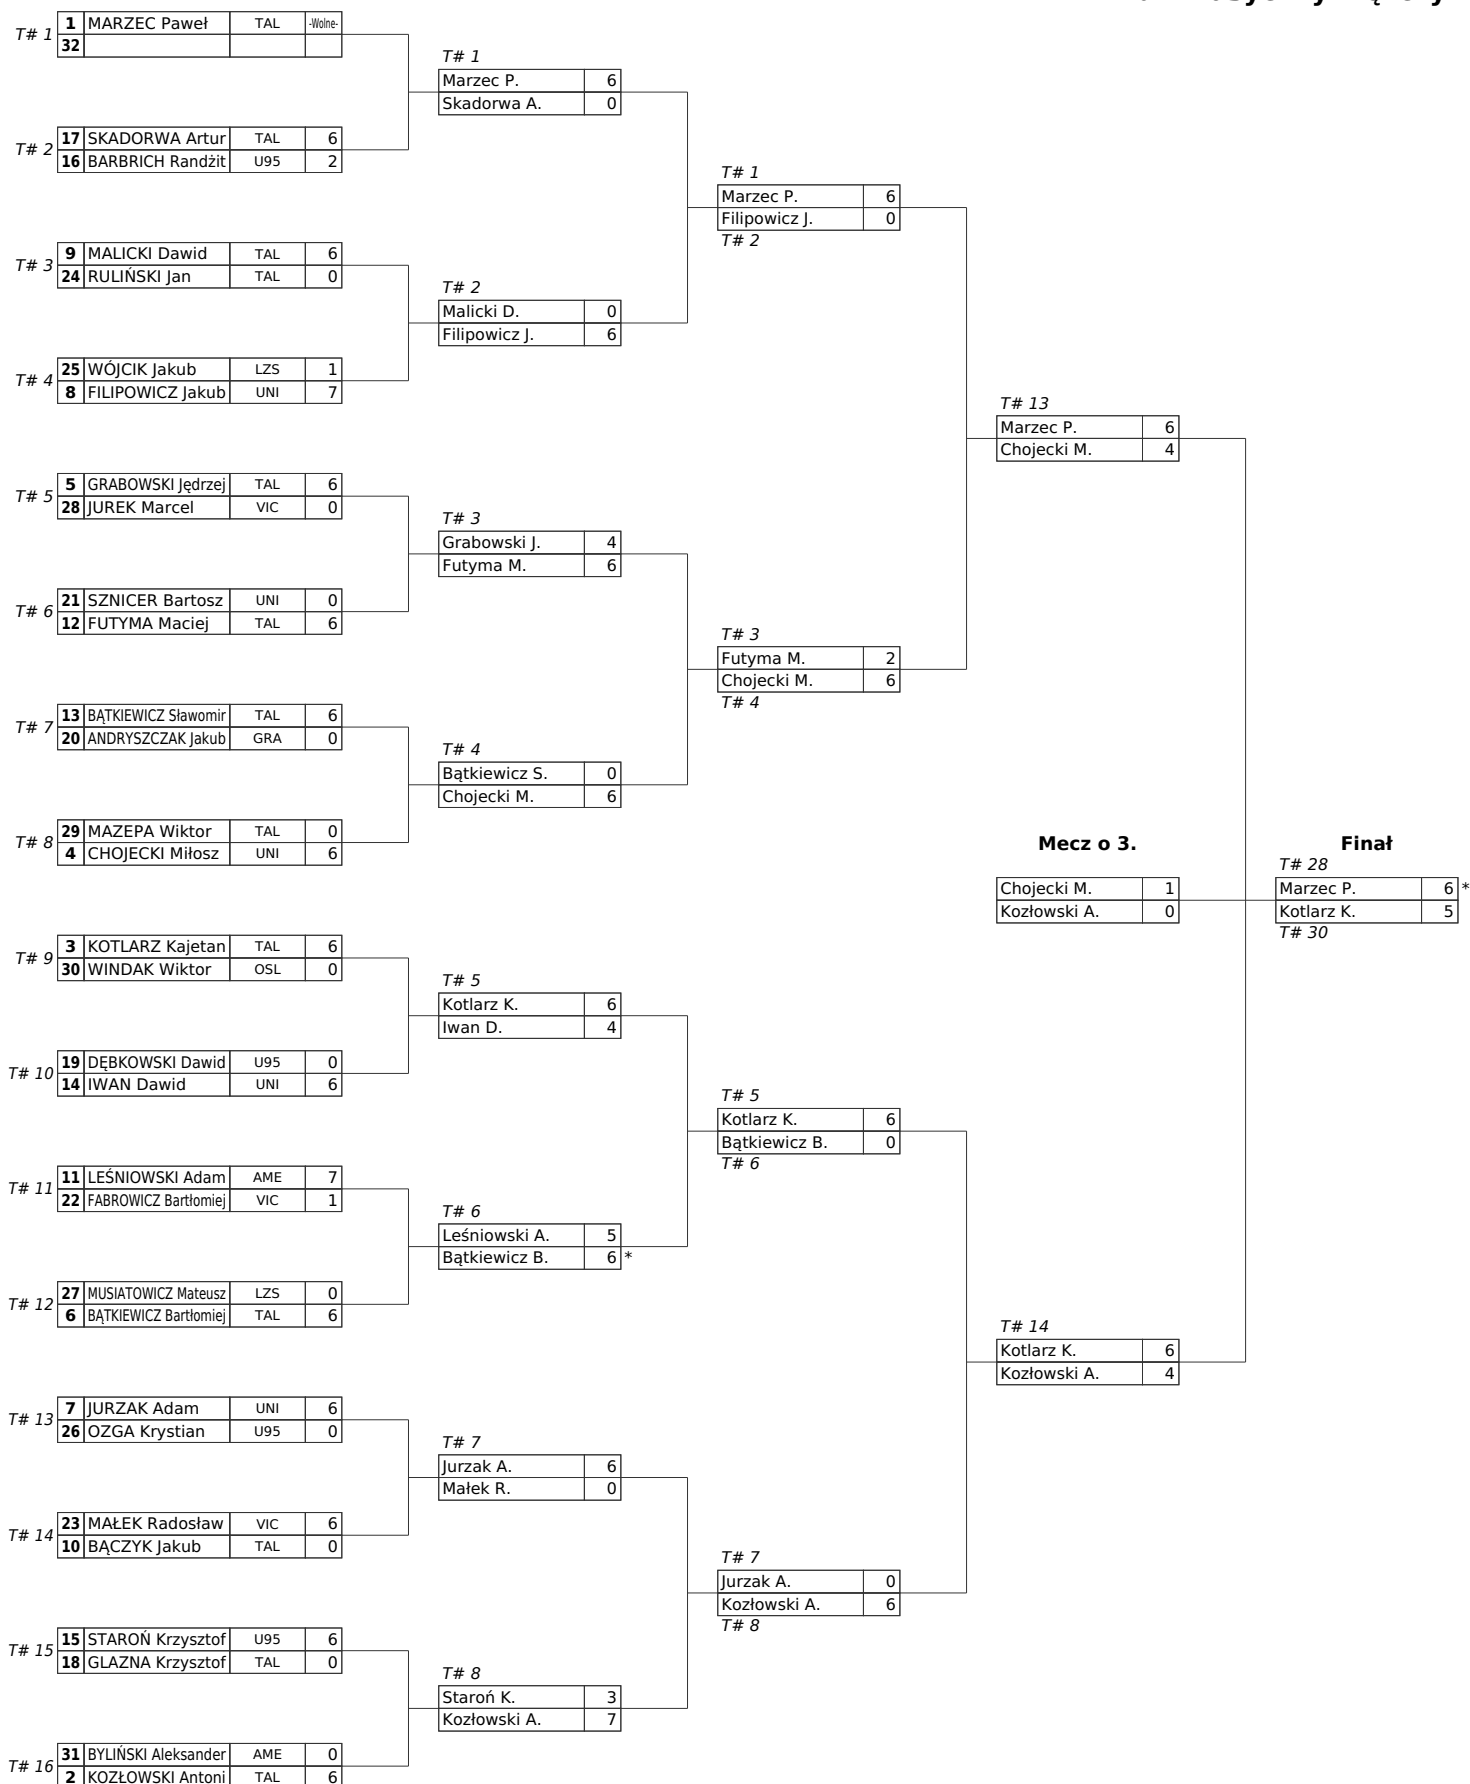 T# 1
1 MARZEC Paweł TAL -Wolne-
32
T# 2
17 SKADORWA Artur TAL 6
16 BARBRICH Randżit U95 2
T# 3
9 MALICKI Dawid TAL 6
24 RULIŃSKI Jan TAL 0
T# 4
25 WÓJCIK Jakub LZS 1
8 FILIPOWICZ Jakub UNI 7
T# 5
5 GRABOWSKI Jędrzej TAL 6
28 JUREK Marcel VIC 0
T# 6
21 SZNICER Bartosz UNI 0
12 FUTYMA Maciej TAL 6
T# 7
13 BĄTKIEWICZ Sławomir TAL 6
20 ANDRYSZCZAK Jakub GRA 0
T# 8
29 MAZEPA Wiktor TAL 0
4 CHOJECKI Miłosz UNI 6
T# 9
3 KOTLARZ Kajetan TAL 6
30 WINDAK Wiktor OSL 0
T# 10
19 DĘBKOWSKI Dawid U95 0
14 IWAN Dawid UNI 6
T# 11
11 LEŚNIOWSKI Adam AME 7
22 FABROWICZ Bartłomiej VIC 1
T# 12
27 MUSIATOWICZ Mateusz LZS 0
6 BĄTKIEWICZ Bartłomiej TAL 6
T# 13
7 JURZAK Adam UNI 6
26 OZGA Krystian U95 0
T# 14
23 MAŁEK Radosław VIC 6
10 BĄCZYK Jakub TAL 0
T# 15
15 STAROŃ Krzysztof U95 6
18 GLAZNA Krzysztof TAL 0
T# 16
31 BYLIŃSKI Aleksander AME 0
2 KOZŁOWSKI Antoni TAL 6
T# 1
Marzec P. 6
Skadorwa A. 0
T# 2
Malicki D. 0
Filipowicz J. 6
T# 3
Grabowski J. 4
Futyma M. 6
T# 4
Bątkiewicz S. 0
Chojecki M. 6
T# 5
Kotlarz K. 6
Iwan D. 4
T# 6
Leśniowski A. 5
Bątkiewicz B. 6 *
T# 7
Jurzak A. 6
Małek R. 0
T# 8
Staroń K. 3
Kozłowski A. 7
T# 1
Marzec P. 6
Filipowicz J. 0
T# 2
T# 3
Futyma M. 2
Chojecki M. 6
T# 4
T# 5
Kotlarz K. 6
Bątkiewicz B. 0
T# 6
T# 7
Jurzak A. 0
Kozłowski A. 6
T# 8
T# 13
Marzec P. 6
Chojecki M. 4
T# 14
Kotlarz K. 6
Kozłowski A. 4
Mecz o 3.
Chojecki M. 1
Kozłowski A. 0
Finał
T# 28
Marzec P. 6 *
Kotlarz K. 5
T# 30